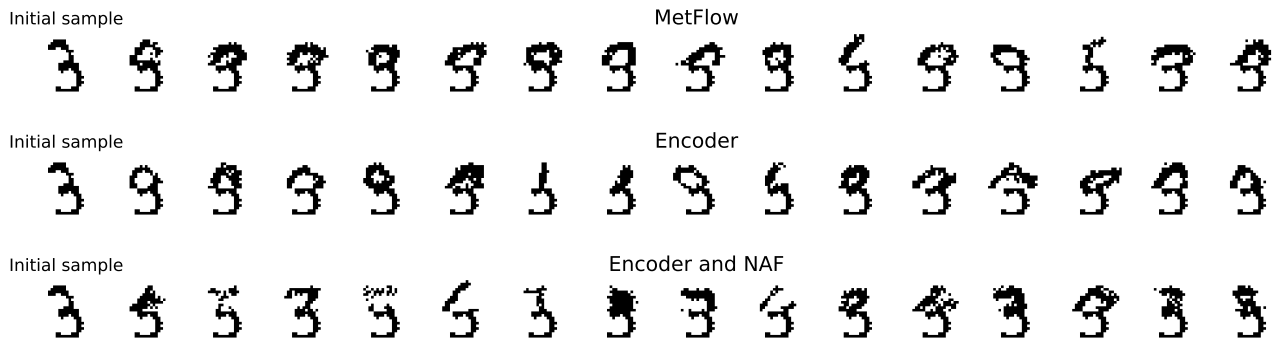 Initial sample MetFlow
Initial sample Encoder
Initial sample Encoder and NAF